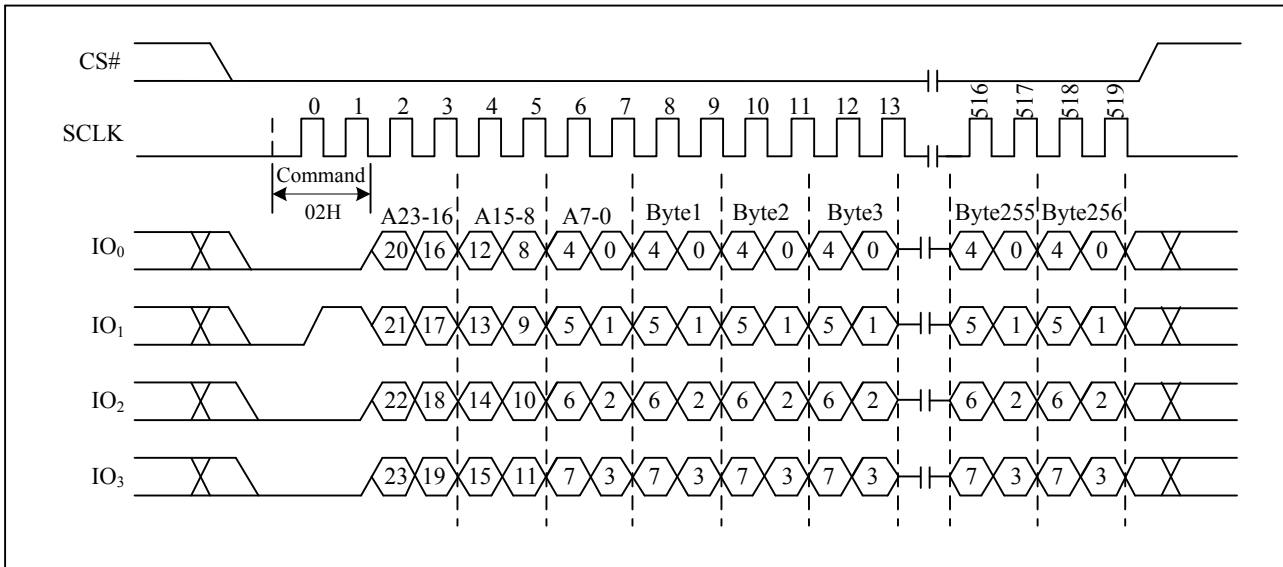 CS#
0 1 2 3 4 5 6 7 8 9 10 11 12 13 516 517 518 519
SCLK
Command
02H
A23-16 A15-8 A7-0 Byte1 Byte2 Byte3 Byte255 Byte256
IO0 20 16 12 8 4 0 4 0 4 0 4 0 4 0 4 0
IO1 21 17 13 9 5 1 5 1 5 1 5 1 5 1 5 1
IO2 22 18 14 10 6 2 6 2 6 2 6 2 6 2 6 2
IO3 23 19 15 11 7 3 7 3 7 3 7 3 7 3 7 3